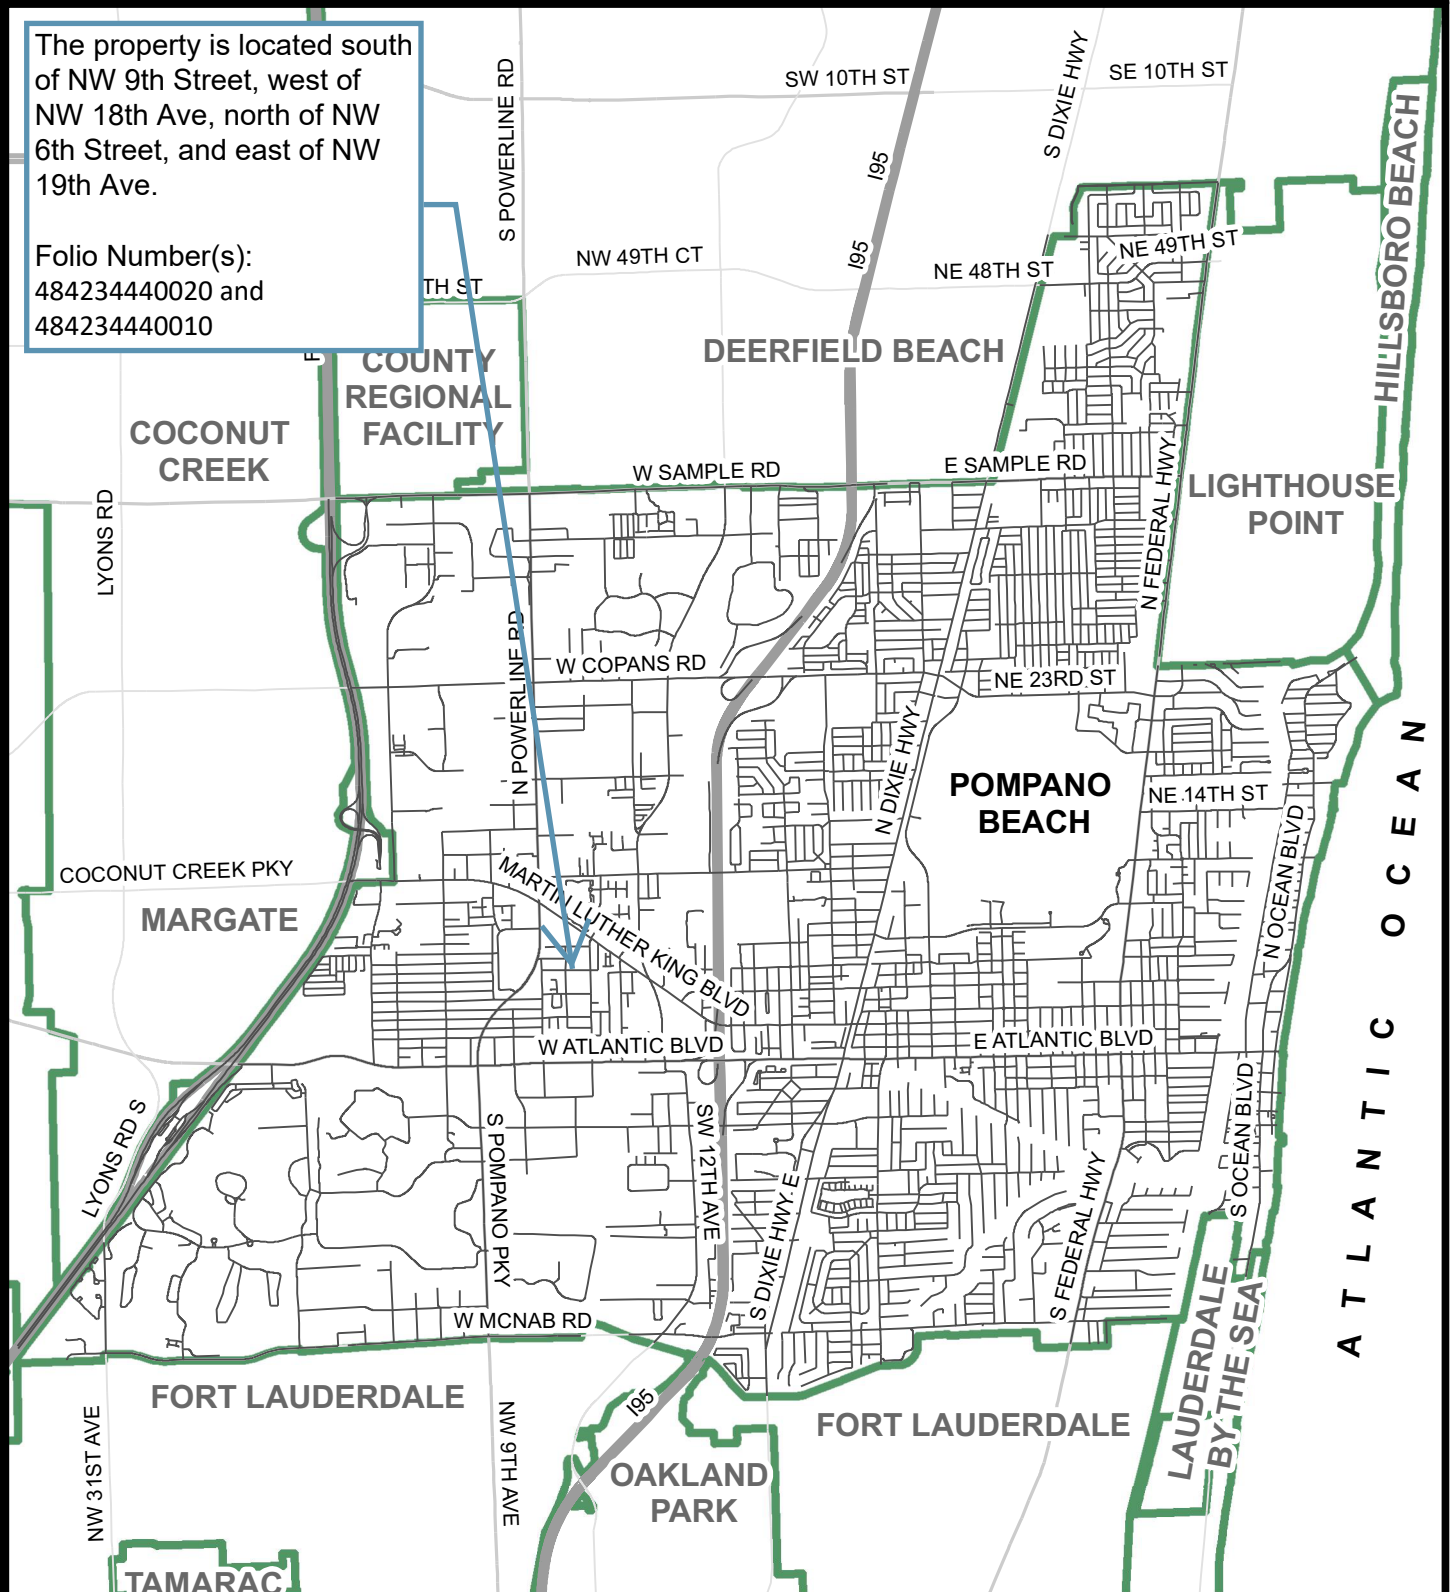 The property is located south
of NW 9th Street, west of
NW 18th Ave, north of NW
6th Street, and east of NW
19th Ave.
Folio Number(s):
484234440020 and
484234440010
S POWERLINE RD
SW 10TH ST
SE 10TH ST
S DIXIE HWY
I95
I95
HILLSBORO BEACH
NW 49TH CT
NE 48TH ST
NE 49TH ST
TH ST
COUNTY
REGIONAL
FACILITY
DEERFIELD BEACH
COCONUT
CREEK
W SAMPLE RD
E SAMPLE RD
LIGHTHOUSE
POINT
LYONS RD
N FEDERAL HWY
N POWERLINE RD
W COPANS RD
NE 23RD ST
N DIXIE HWY
POMPANO
BEACH
NE 14TH ST
N OCEAN BLVD
COCONUT CREEK PKY
MARGATE
MARTIN LUTHER KING BLVD
W ATLANTIC BLVD
E ATLANTIC BLVD
ATLANTIC OCEAN
LYONS RD S
S POMPANO PKY
SW 12TH AVE
S DIXIE HWY E
S FEDERAL HWY
S OCEAN BLVD
W MCNAB RD
LAUDERDALE
BY THE SEA
FORT LAUDERDALE
FORT LAUDERDALE
I95
NW 31ST AVE
NW 9TH AVE
OAKLAND
PARK
TAMARAC